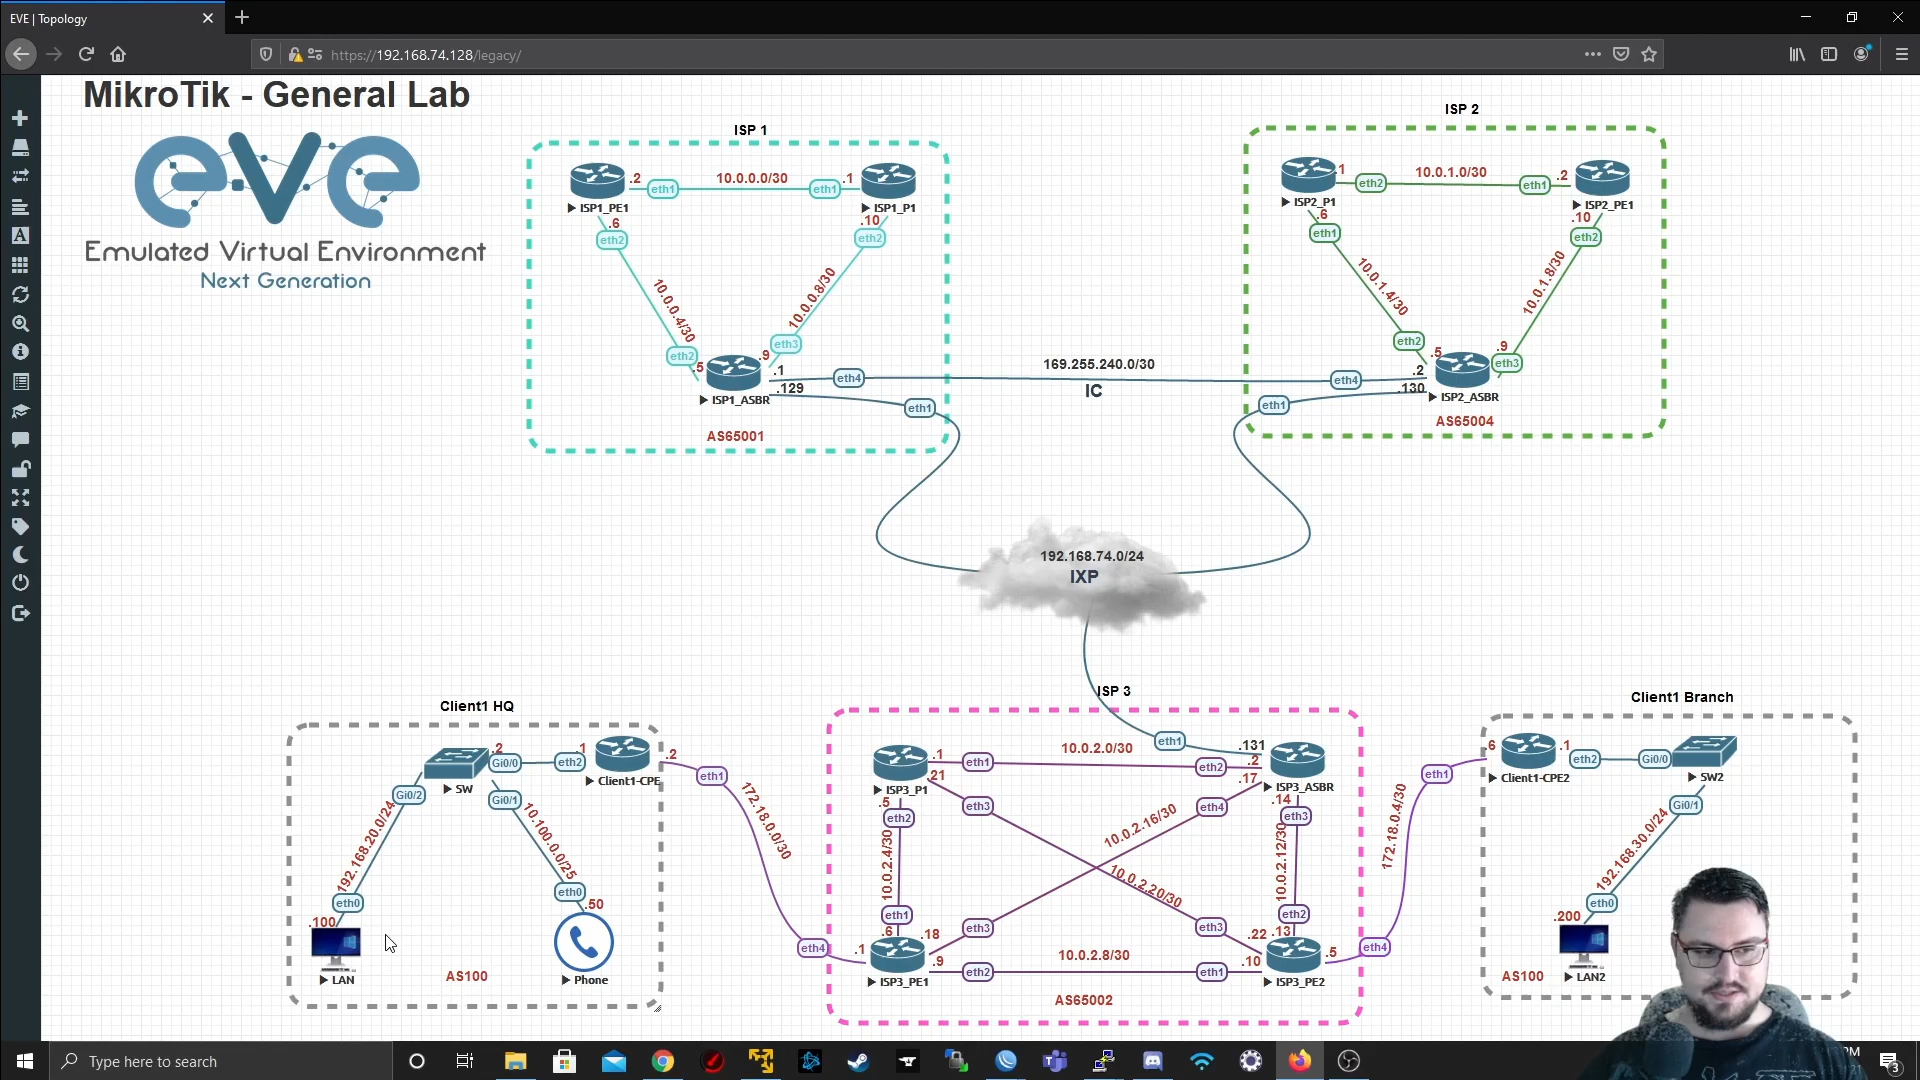 EVE | Topology
https://192.168.74.128/legacy/
MikroTik - General Lab
eve
Emulated Virtual Environment
Next Generation
ISP 1
.2
eth1
10.0.0.0/30
eth1
.1
ISP1_PE1
ISP1_P1
.6
eth2
.10
eth2
10.0.0.4/30
10.0.0.8/30
eth2
.5
eth3
.9
ISP1_ASBR
.1
.129
eth4
eth1
AS65001
169.255.240.0/30
IC
ISP 2
.1
eth2
10.0.1.0/30
eth1
.2
ISP2_P1
ISP2_PE1
.6
eth1
.10
eth2
10.0.1.4/30
10.0.1.8/30
eth2
.5
.9
eth3
eth4
.2
.130
eth1
ISP2_ASBR
AS65004
192.168.74.0/24
IXP
Client1 HQ
SW
.2
Gi0/0
eth2
.1
Client1-CPE
.2
eth1
Gi0/2
Gi0/1
192.168.20.0/24
10.100.0.0/25
eth0
.100
eth0
.50
LAN
Phone
AS100
172.18.0.0/30
eth4
.1
ISP 3
eth1
.131
.1
eth1
10.0.2.0/30
eth2
.2
ISP3_P1
ISP3_ASBR
.21
eth3
.17
eth4
.5
eth2
.14
eth3
10.0.2.4/30
10.0.2.16/30
10.0.2.20/30
10.0.2.12/30
eth1
.6
.18
eth3
eth3
.22
eth2
.13
.9
eth2
10.0.2.8/30
eth1
.10
ISP3_PE1
ISP3_PE2
AS65002
.5
eth4
172.18.0.4/30
eth1
Client1 Branch
.6
.1
eth2
Gi0/0
Client1-CPE2
SW2
Gi0/1
192.168.30.0/24
eth0
.200
LAN2
AS100
Type here to search
3